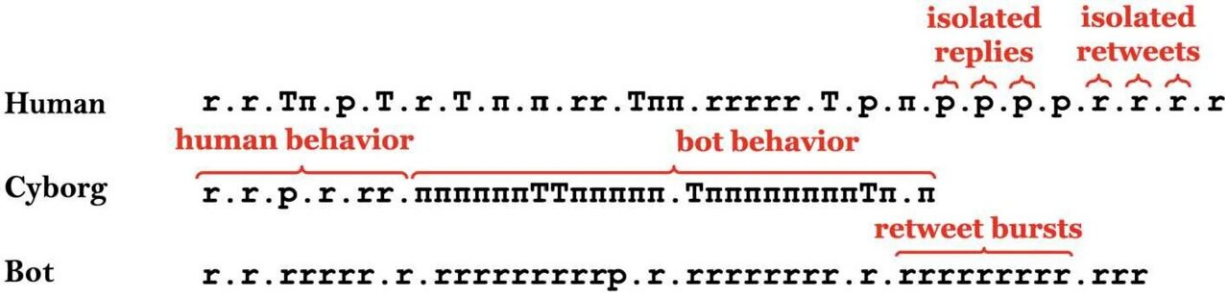 isolated isolated
replies retweets
Human r.r.Tπ.p.T.r.T.π.π.rr.Tππ.rrrrr.T.p.π.p.p.p.p.r.r.r.r
human behavior bot behavior
Cyborg r.r.p.r.rr.ππππππTTπππππ.TπππππππππTπ.π
retweet bursts
Bot r.r.rrrrr.r.rrrrrrrrrp.r.rrrrrrrr.r.rrrrrrrrr.rrr